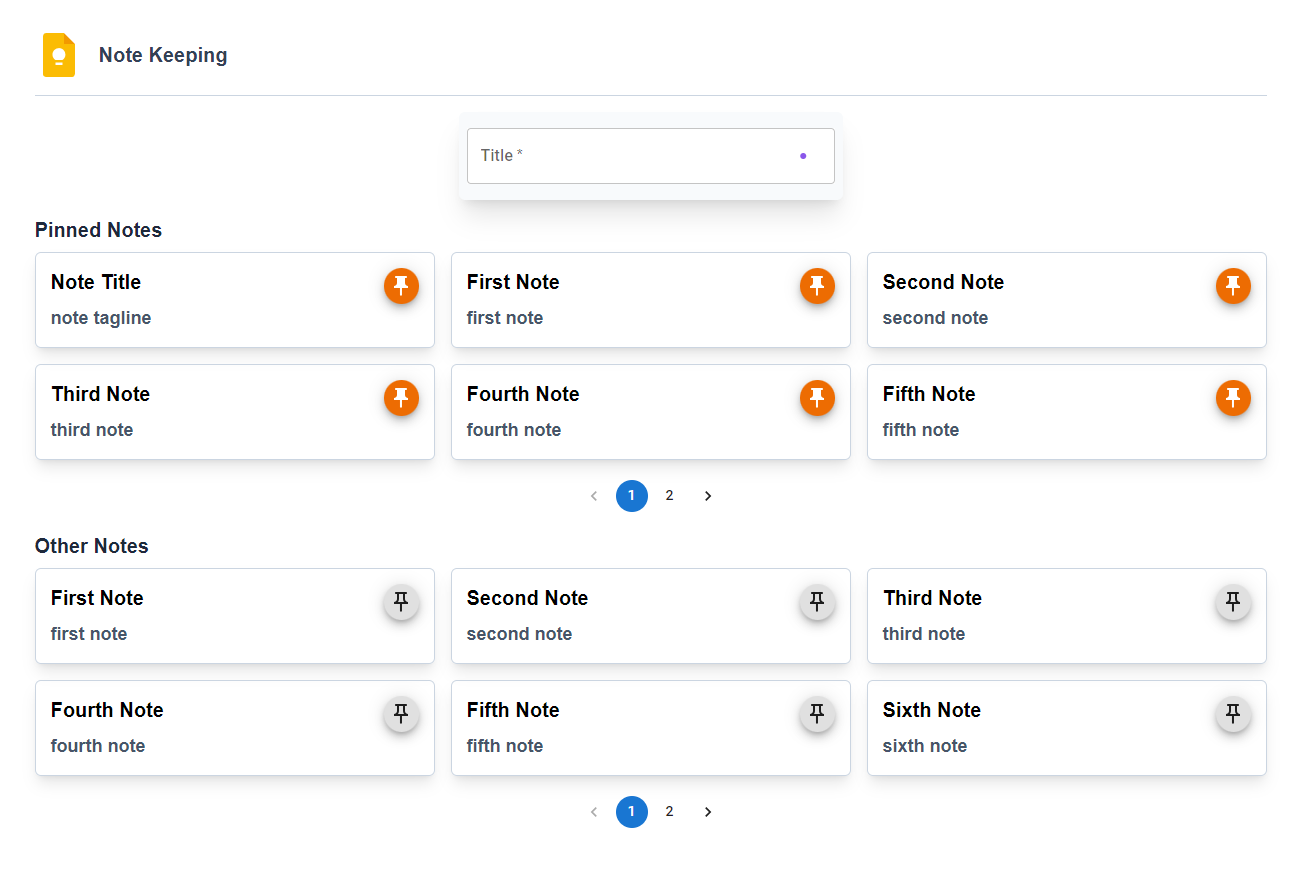 Note Keeping
Title *
Pinned Notes
Note Title
note tagline
First Note
first note
Second Note
second note
Third Note
third note
Fourth Note
fourth note
Fifth Note
fifth note
1 2
Other Notes
First Note
first note
Second Note
second note
Third Note
third note
Fourth Note
fourth note
Fifth Note
fifth note
Sixth Note
sixth note
1 2